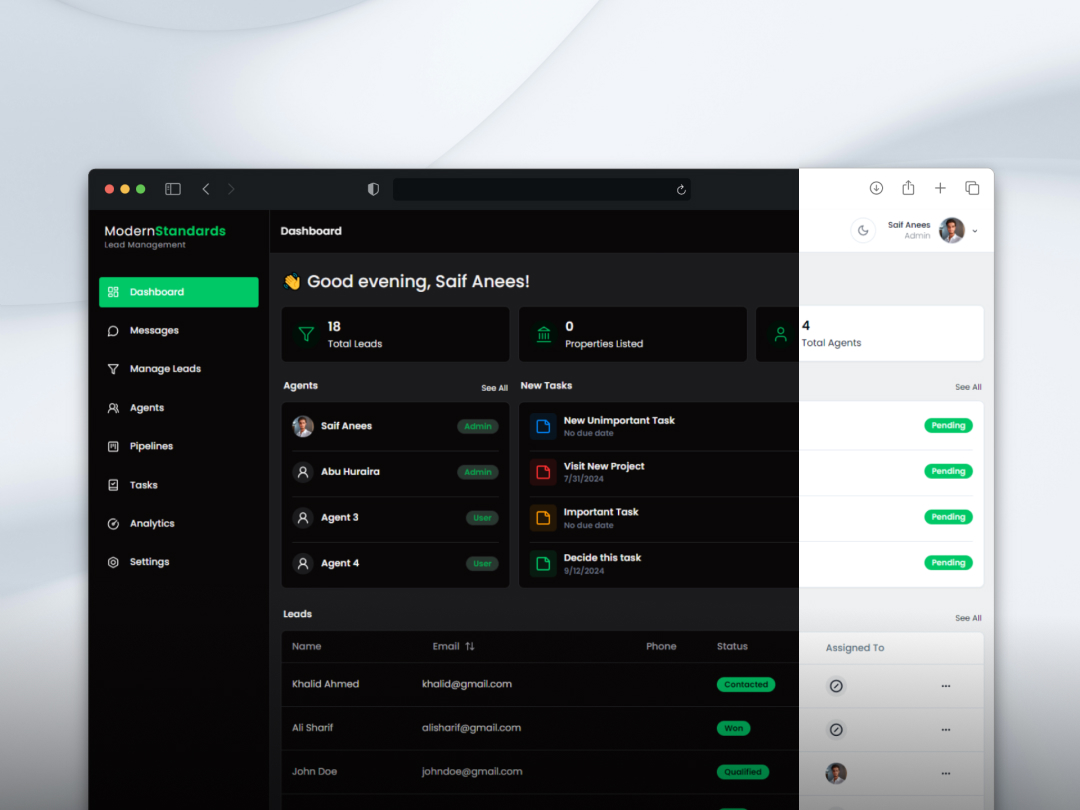 ModernStandards
Lead Management
Dashboard
Messages
Manage Leads
Agents
Pipelines
Tasks
Analytics
Settings
Dashboard
Saif Anees
Admin
👋 Good evening, Saif Anees!
18
Total Leads
0
Properties Listed
4
Total Agents
Agents
See All
Saif Anees
Admin
Abu Huraira
Admin
Agent 3
User
Agent 4
User
New Tasks
See All
New Unimportant Task
No due date
Pending
Visit New Project
7/31/2024
Pending
Important Task
No due date
Pending
Decide this task
9/12/2024
Pending
Leads
See All
Name Email Phone Status Assigned To
Khalid Ahmed khalid@gmail.com Contacted
Ali Sharif alisharif@gmail.com Won
John Doe johndoe@gmail.com Qualified